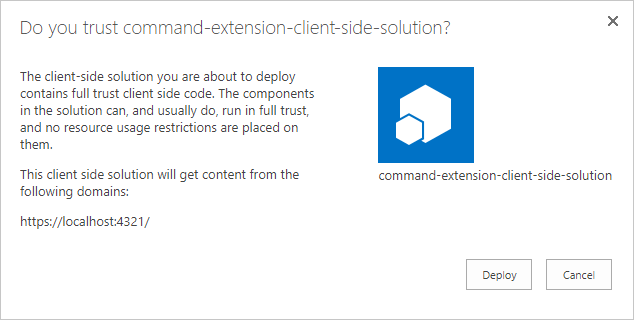 Do you trust command-extension-client-side-solution?
The client-side solution you are about to deploy
contains full trust client side code. The components
in the solution can, and usually do, run in full trust,
and no resource usage restrictions are placed on
them.
This client side solution will get content from the
following domains:
https://localhost:4321/
command-extension-client-side-solution
Deploy
Cancel